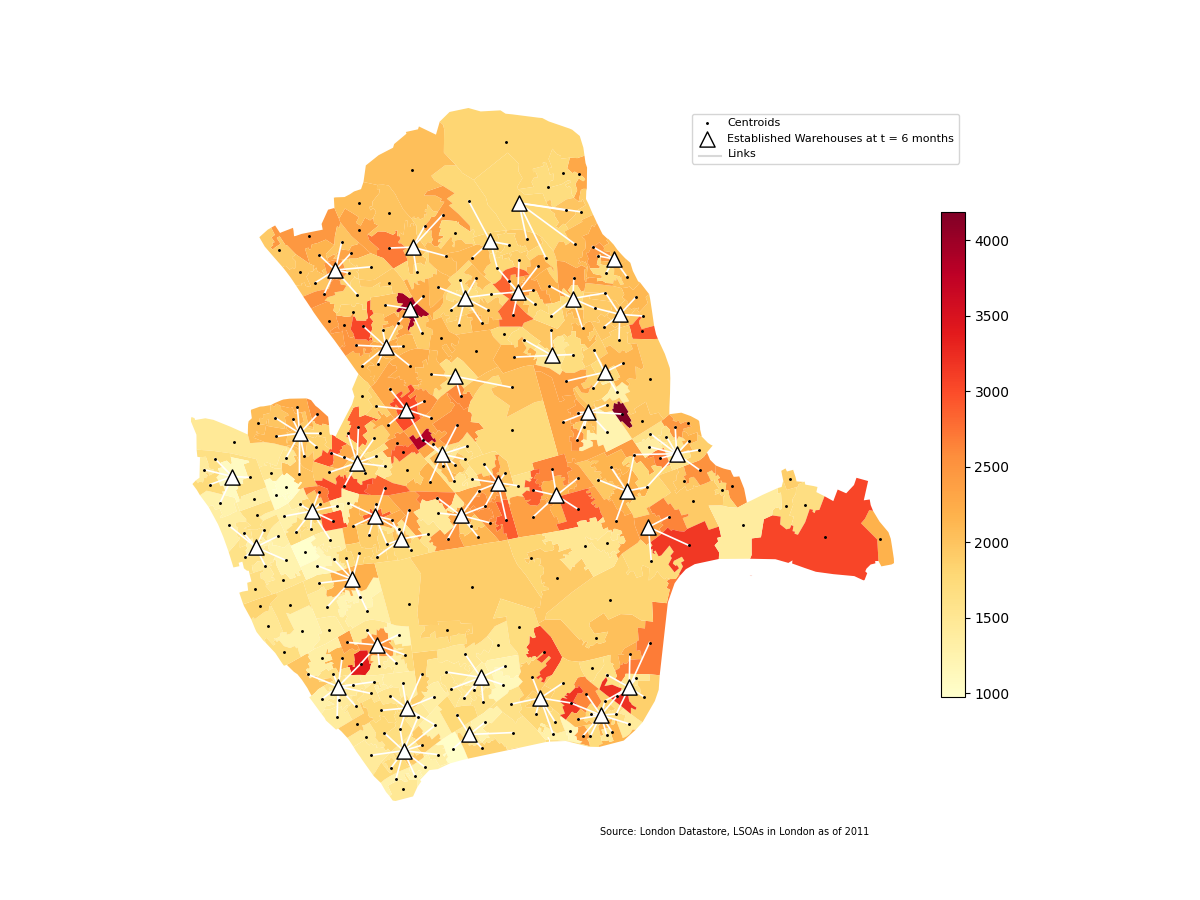 Centroids
Established Warehouses at t = 6 months
Links
4000
3500
3000
2500
2000
1500
1000
Source: London Datastore, LSOAs in London as of 2011